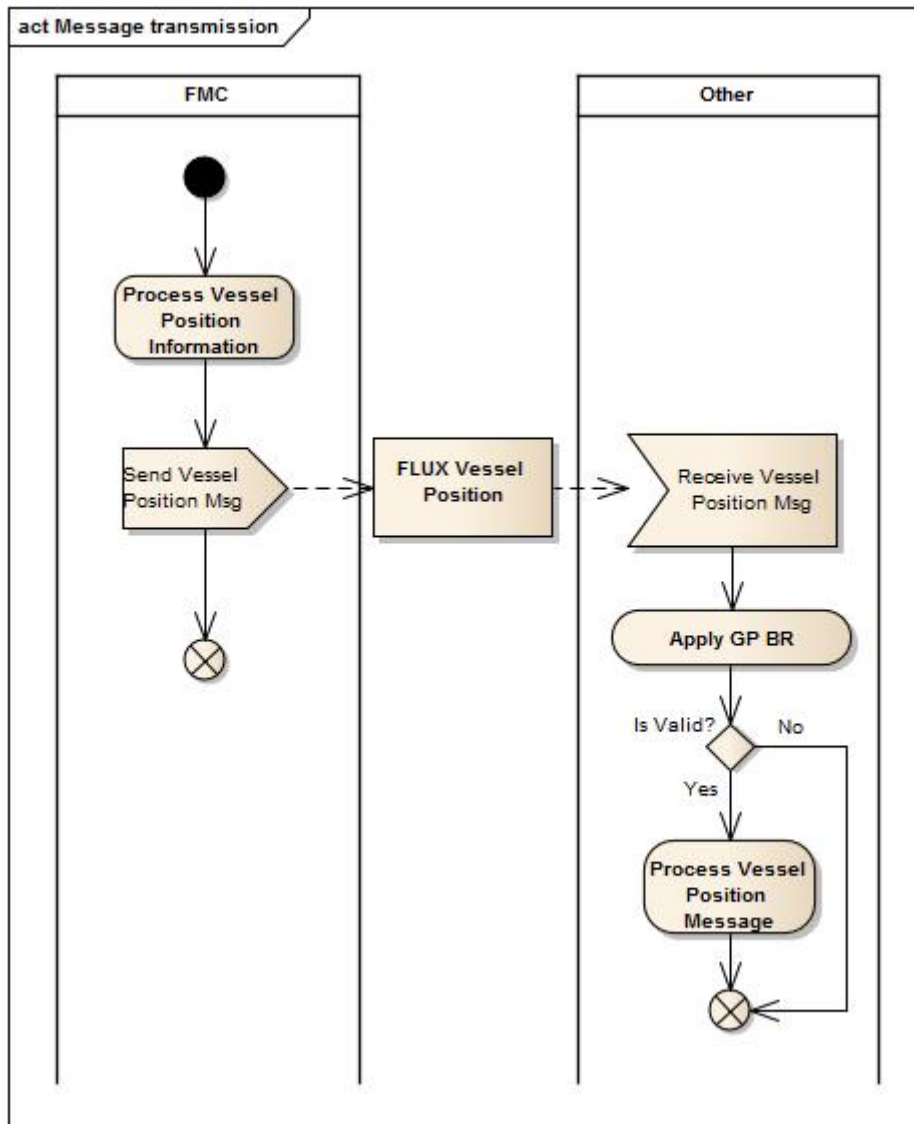 act Message transmission
FMC
Other
Process Vessel
Position
Information
Send Vessel
Position Msg
FLUX Vessel
Position
Receive Vessel
Position Msg
Apply GP BR
Is Valid?
No
Yes
Process Vessel
Position
Message